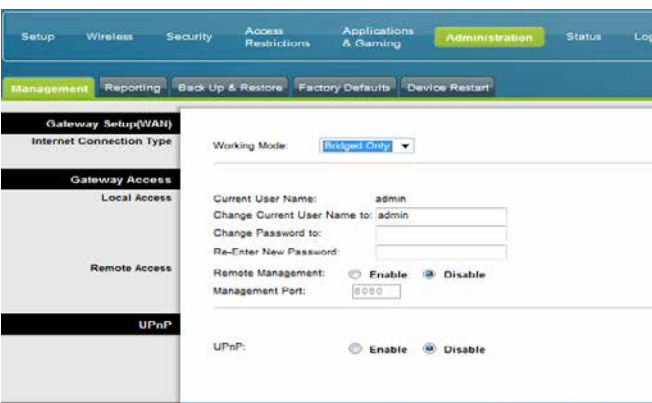 Setup Wireless Security Access Restrictions Applications & Gaming Administration Status Log
Management Reporting Back Up & Restore Factory Defaults Device Restart
Gateway Setup(WAN)
Internet Connection Type
Working Mode: Bridged Only
Gateway Access
Local Access
Current User Name: admin
Change Current User Name to: admin
Change Password to:
Re-Enter New Password:
Remote Access
Remote Management: Enable Disable
Management Port: 8080
UPnP
UPnP: Enable Disable